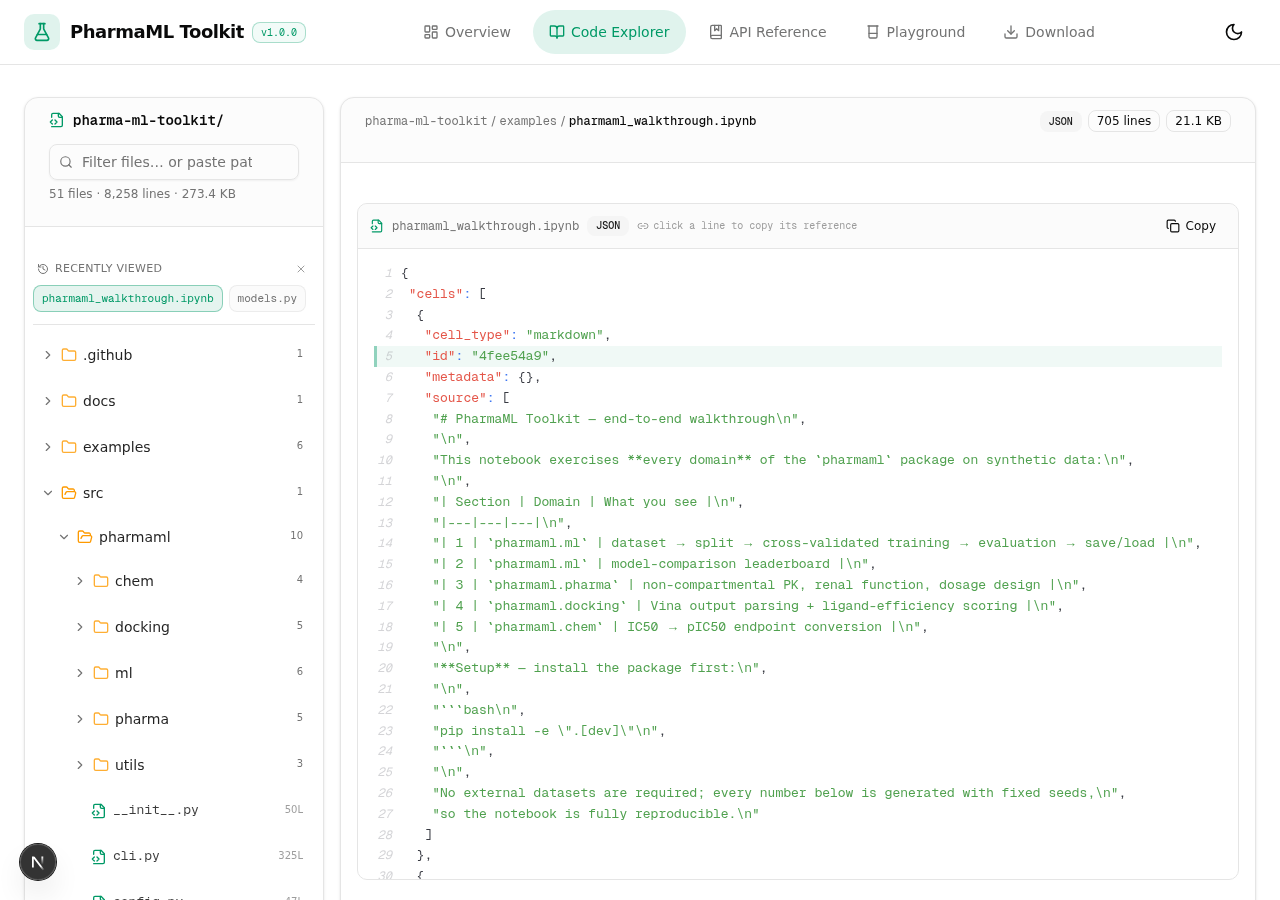 PharmaML Toolkit v1.0.0 Overview Code Explorer API Reference Playground Download
pharma-ml-toolkit/
Filter files… or paste pat
51 files · 8,258 lines · 273.4 KB
RECENTLY VIEWED
pharmaml_walkthrough.ipynb models.py
.github 1
docs 1
examples 6
src 1
pharmaml 10
chem 4
docking 5
ml 6
pharma 5
utils 3
__init__.py 50L
cli.py 325L
N
pharma-ml-toolkit / examples / pharmaml_walkthrough.ipynb JSON 705 lines 21.1 KB
pharmaml_walkthrough.ipynb JSON click a line to copy its reference Copy
1 {
2 "cells": [
3 {
4 "cell_type": "markdown",
5 "id": "4fee54a9",
6 "metadata": {},
7 "source": [
8 "# PharmaML Toolkit — end-to-end walkthrough\n",
9 "\n",
10 "This notebook exercises **every domain** of the `pharmaml` package on synthetic data:\n",
11 "\n",
12 "| Section | Domain | What you see |\n",
13 "|---|---|---|\n",
14 "| 1 | `pharmaml.ml` | dataset → split → cross-validated training → evaluation → save/load |\n",
15 "| 2 | `pharmaml.ml` | model-comparison leaderboard |\n",
16 "| 3 | `pharmaml.pharma` | non-compartmental PK, renal function, dosage design |\n",
17 "| 4 | `pharmaml.docking` | Vina output parsing + ligand-efficiency scoring |\n",
18 "| 5 | `pharmaml.chem` | IC50 → pIC50 endpoint conversion |\n",
19 "\n",
20 "**Setup** — install the package first:\n",
21 "\n",
22 "```bash\n",
23 "pip install -e \".[dev]\"\n",
24 "```\n",
25 "\n",
26 "No external datasets are required; every number below is generated with fixed seeds,\n",
27 "so the notebook is fully reproducible.\n"
28 ]
29 },
30 {